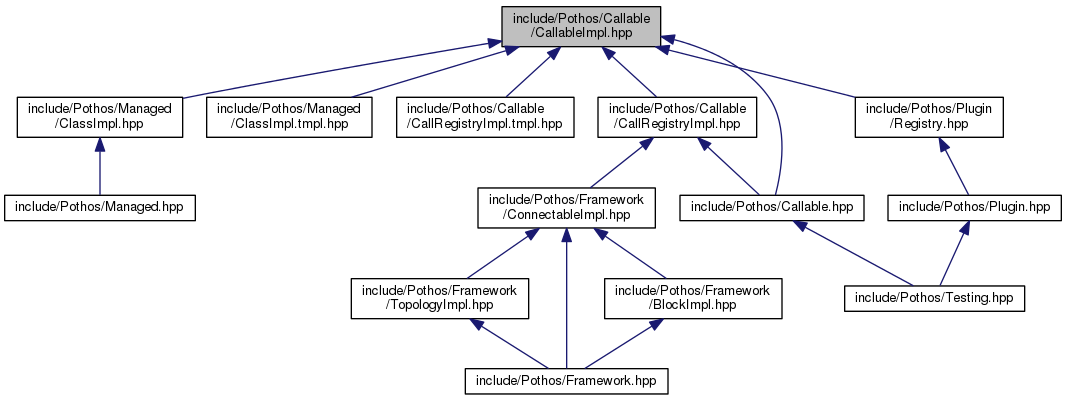 include/Pothos/Callable
/CallableImpl.hpp
include/Pothos/Managed
/ClassImpl.hpp
include/Pothos/Managed
/ClassImpl.tmpl.hpp
include/Pothos/Callable
/CallRegistryImpl.tmpl.hpp
include/Pothos/Callable
/CallRegistryImpl.hpp
include/Pothos/Plugin
/Registry.hpp
include/Pothos/Managed.hpp
include/Pothos/Framework
/ConnectableImpl.hpp
include/Pothos/Callable.hpp
include/Pothos/Plugin.hpp
include/Pothos/Framework
/TopologyImpl.hpp
include/Pothos/Framework
/BlockImpl.hpp
include/Pothos/Testing.hpp
include/Pothos/Framework.hpp